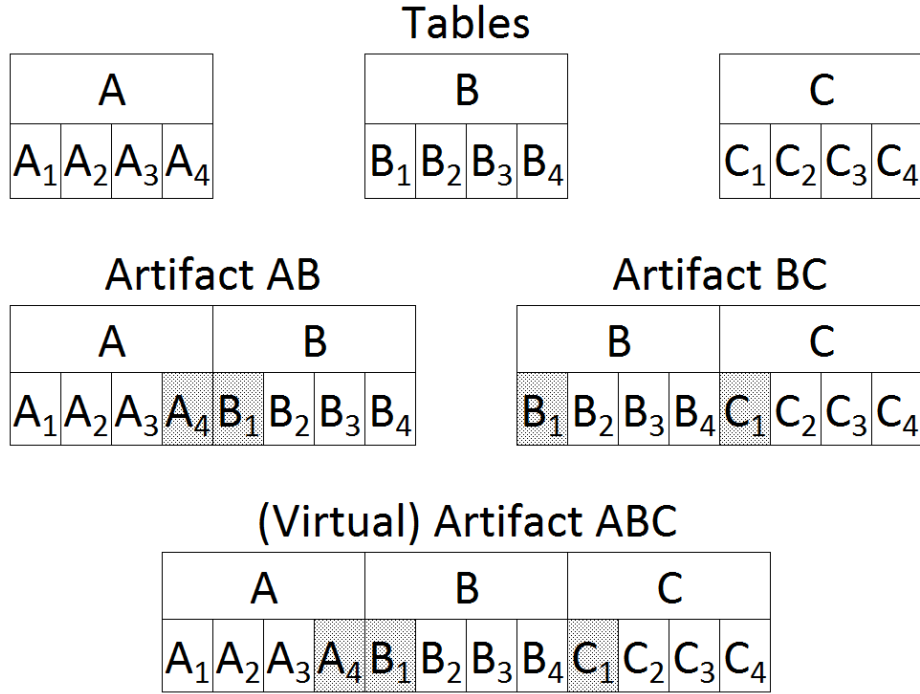 Tables
A B C
A₁ A₂ A₃ A₄ B₁ B₂ B₃ B₄ C₁ C₂ C₃ C₄
Artifact AB Artifact BC
A B B C
A₁ A₂ A₃ A₄ B₁ B₂ B₃ B₄ B₁ B₂ B₃ B₄ C₁ C₂ C₃ C₄
(Virtual) Artifact ABC
A B C
A₁ A₂ A₃ A₄ B₁ B₂ B₃ B₄ C₁ C₂ C₃ C₄